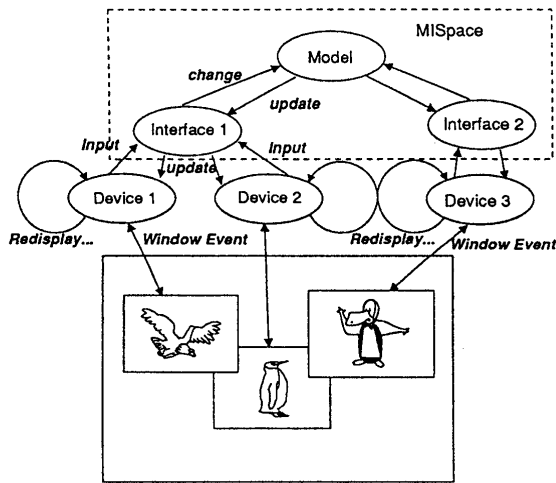 MISpace
Model
change
update
Interface 1
Interface 2
Input
update
Input
Device 1
Device 2
Device 3
Redisplay...
Window Event
Redisplay...
Window Event